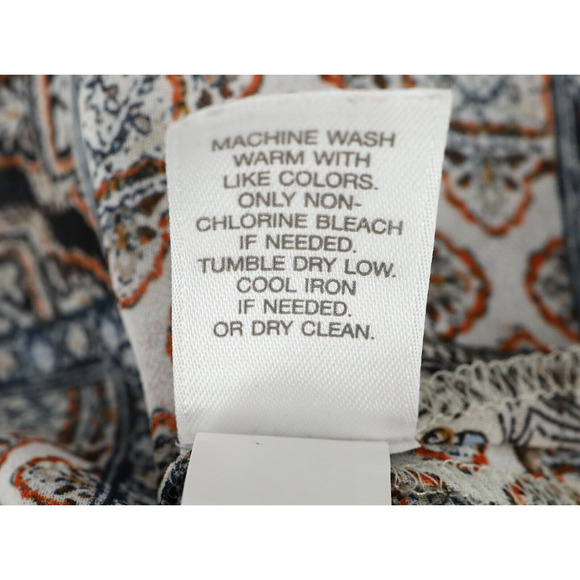 MACHINE WASH
WARM WITH
LIKE COLORS.
ONLY NON-
CHLORINE BLEACH
IF NEEDED.
TUMBLE DRY LOW.
COOL IRON
IF NEEDED.
OR DRY CLEAN.